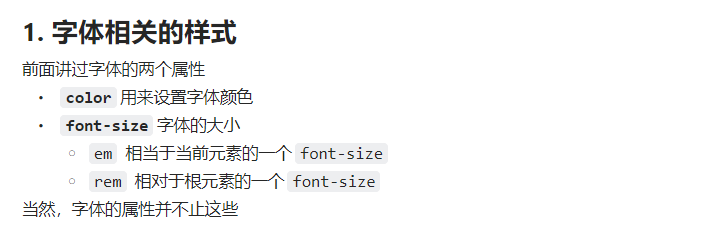 1. 字体相关的样式
前面讲过字体的两个属性
• color 用来设置字体颜色
• font-size 字体的大小
○ em 相当于当前元素的一个 font-size
○ rem 相对于根元素的一个 font-size
当然，字体的属性并不止这些